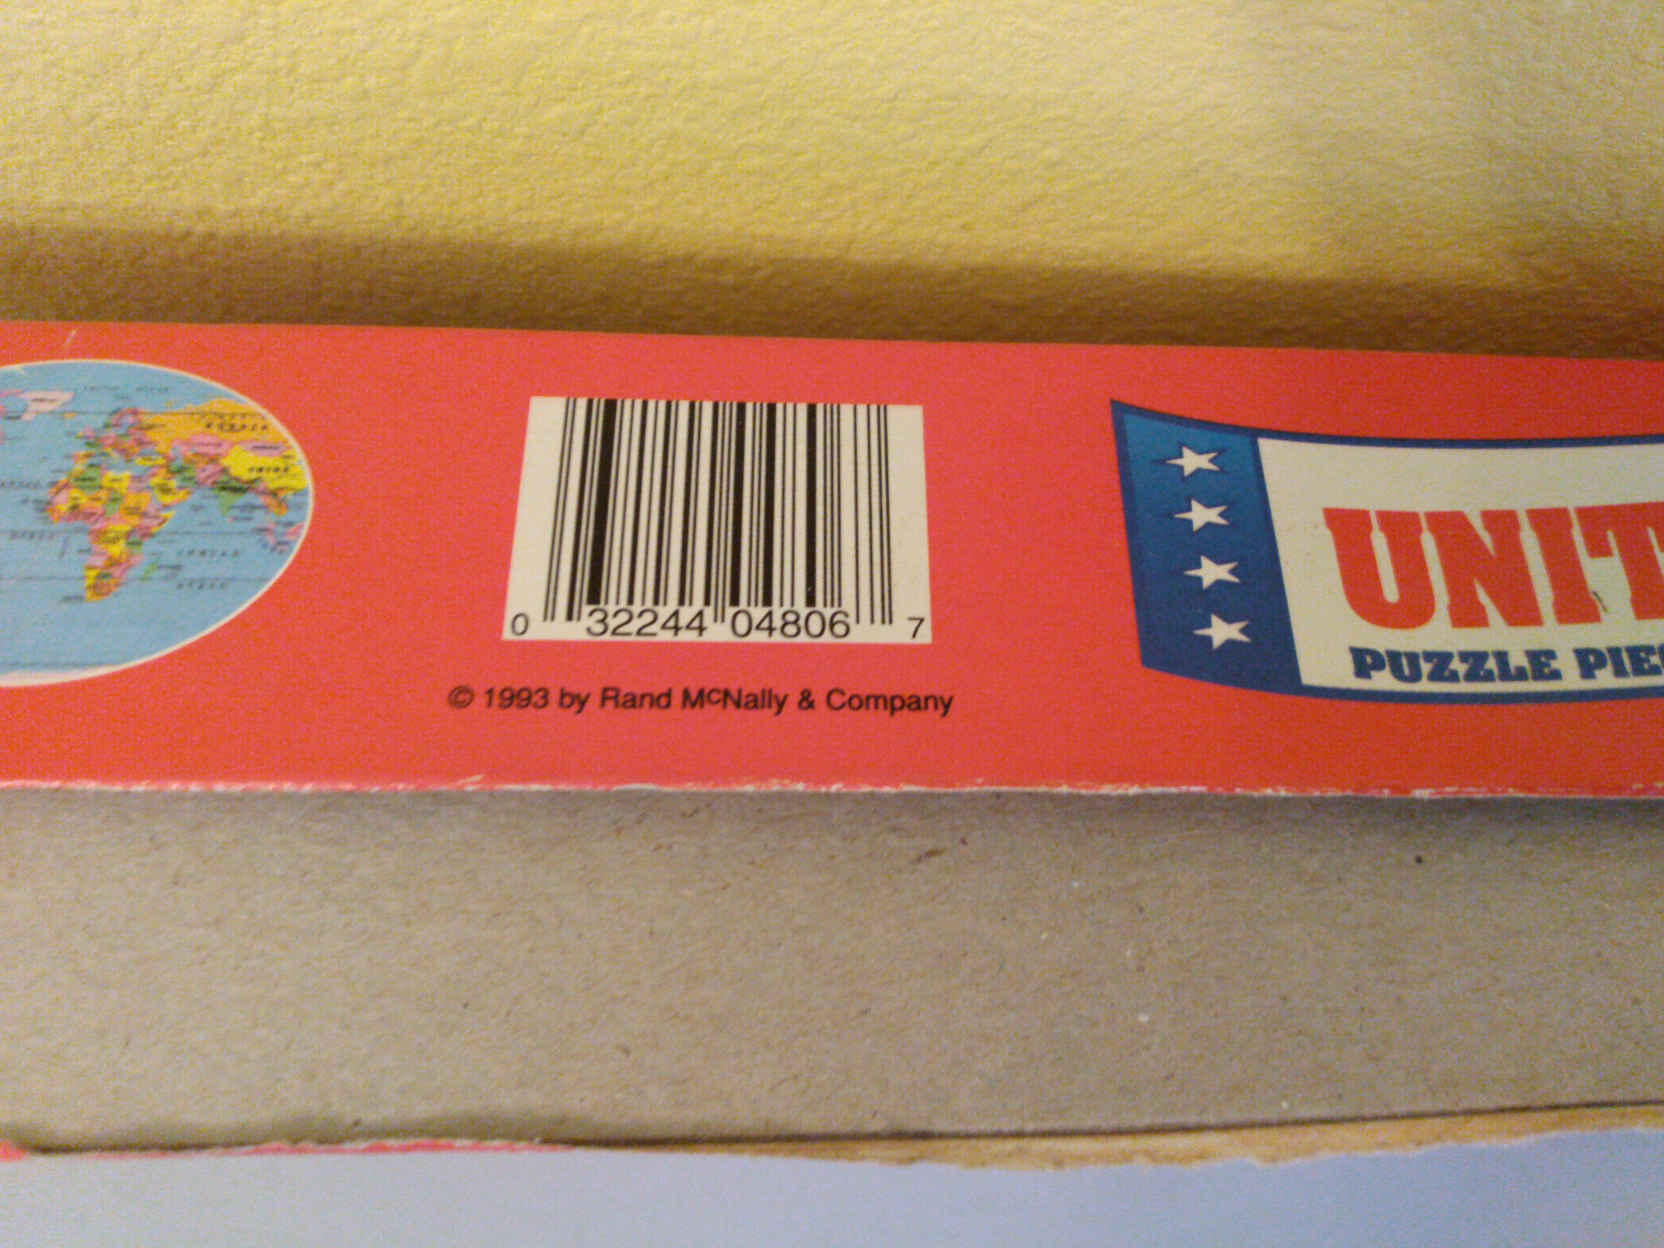 0 32244 04806 7
© 1993 by Rand McNally & Company
UNIT
PUZZLE PIE